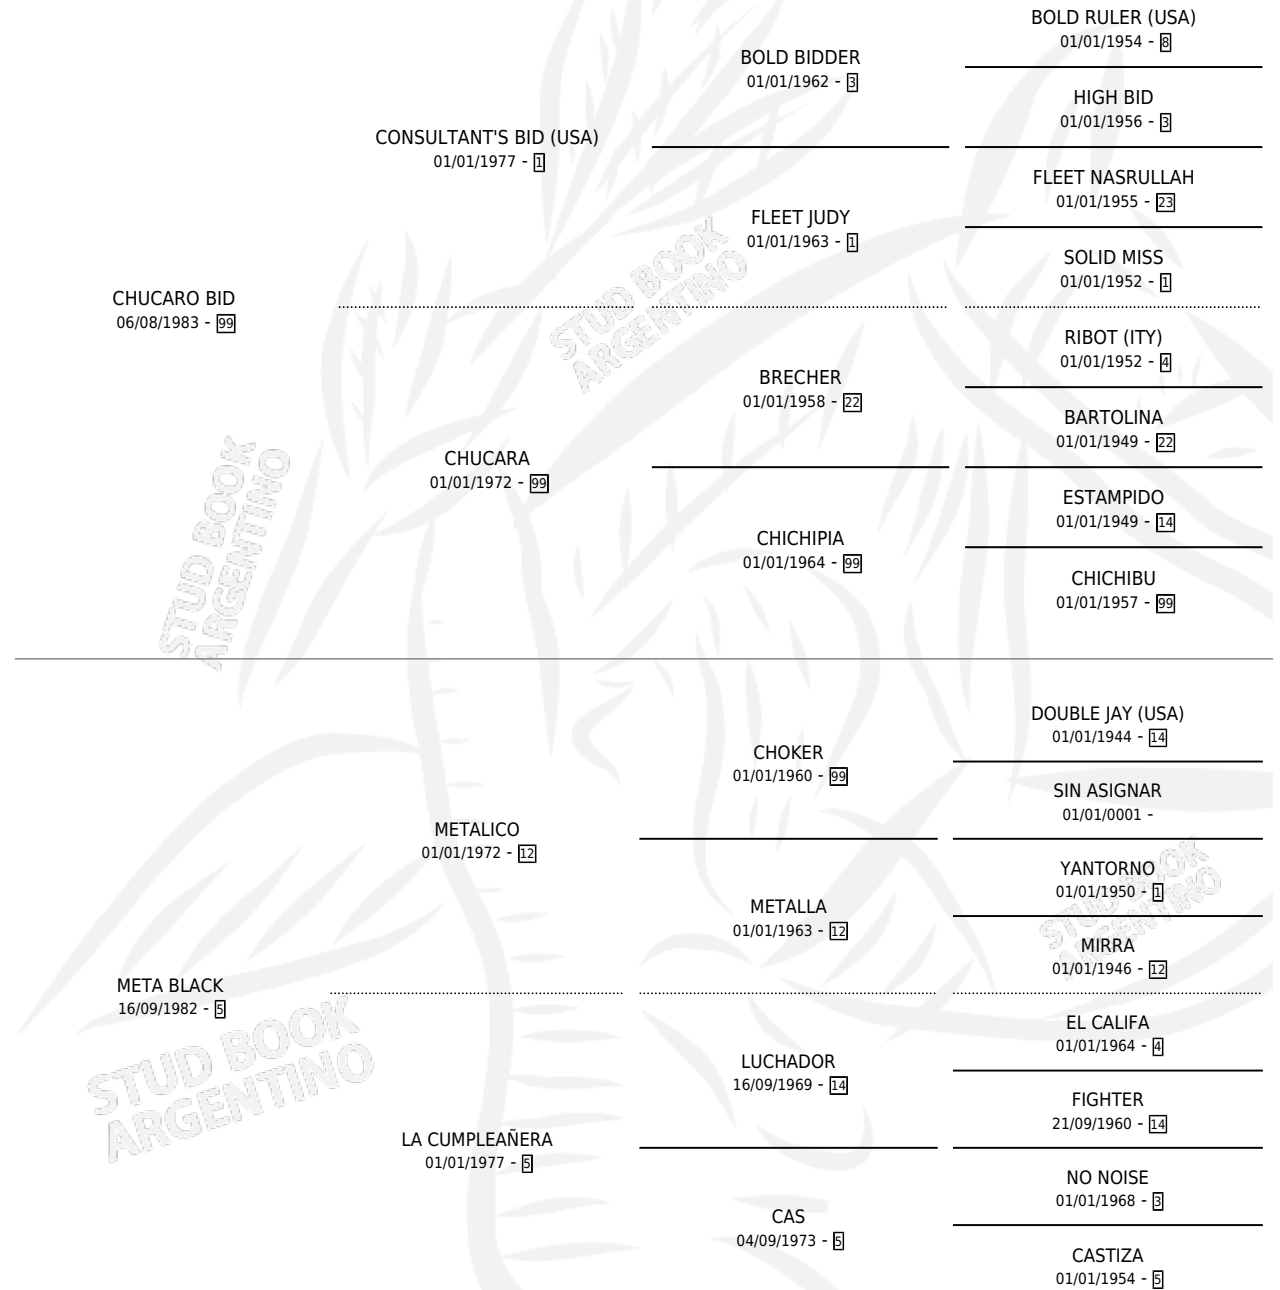 BOLD RULER (USA)
01/01/1954 - 8
BOLD BIDDER
01/01/1962 - 3
HIGH BID
01/01/1956 - 3
CONSULTANT'S BID (USA)
01/01/1977 - 1
FLEET NASRULLAH
01/01/1955 - 23
FLEET JUDY
01/01/1963 - 1
SOLID MISS
01/01/1952 - 1
CHUCARO BID
06/08/1983 - 99
RIBOT (ITY)
01/01/1952 - 4
BRECHER
01/01/1958 - 22
BARTOLINA
01/01/1949 - 22
CHUCARA
01/01/1972 - 99
ESTAMPIDO
01/01/1949 - 14
CHICHIPIA
01/01/1964 - 99
CHICHIBU
01/01/1957 - 99
DOUBLE JAY (USA)
01/01/1944 - 14
CHOKER
01/01/1960 - 99
SIN ASIGNAR
01/01/0001 -
METALICO
01/01/1972 - 12
YANTORNO
01/01/1950 - 1
METALLA
01/01/1963 - 12
MIRRA
01/01/1946 - 12
META BLACK
16/09/1982 - 5
EL CALIFA
01/01/1964 - 4
LUCHADOR
16/09/1969 - 14
FIGHTER
21/09/1960 - 14
LA CUMPLEAÑERA
01/01/1977 - 5
NO NOISE
01/01/1968 - 3
CAS
04/09/1973 - 5
CASTIZA
01/01/1954 - 5
STUD BOOK
ARGENTINO
STUD BOOK
ARGENTINO
STUD BOOK
ARGENTINO
STUD BOOK
ARGENTINO